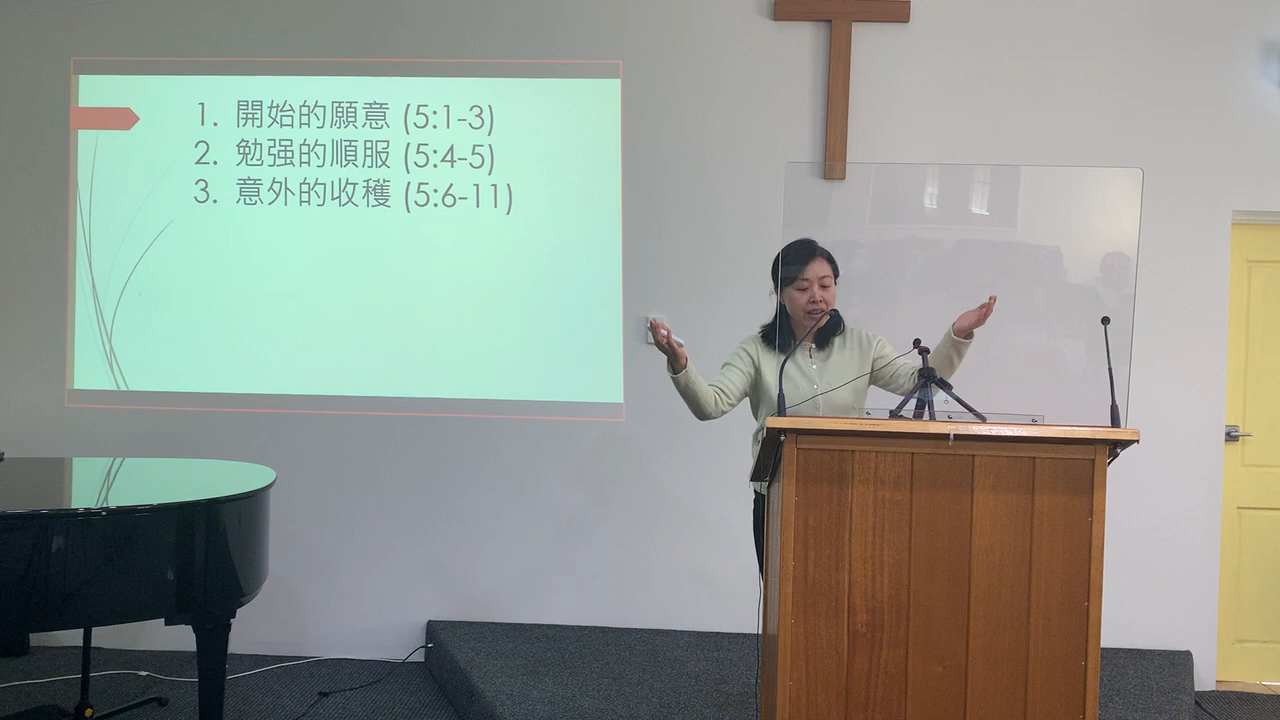 1. 開始的願意 (5:1-3)
2. 勉强的順服 (5:4-5)
3. 意外的收穫 (5:6-11)